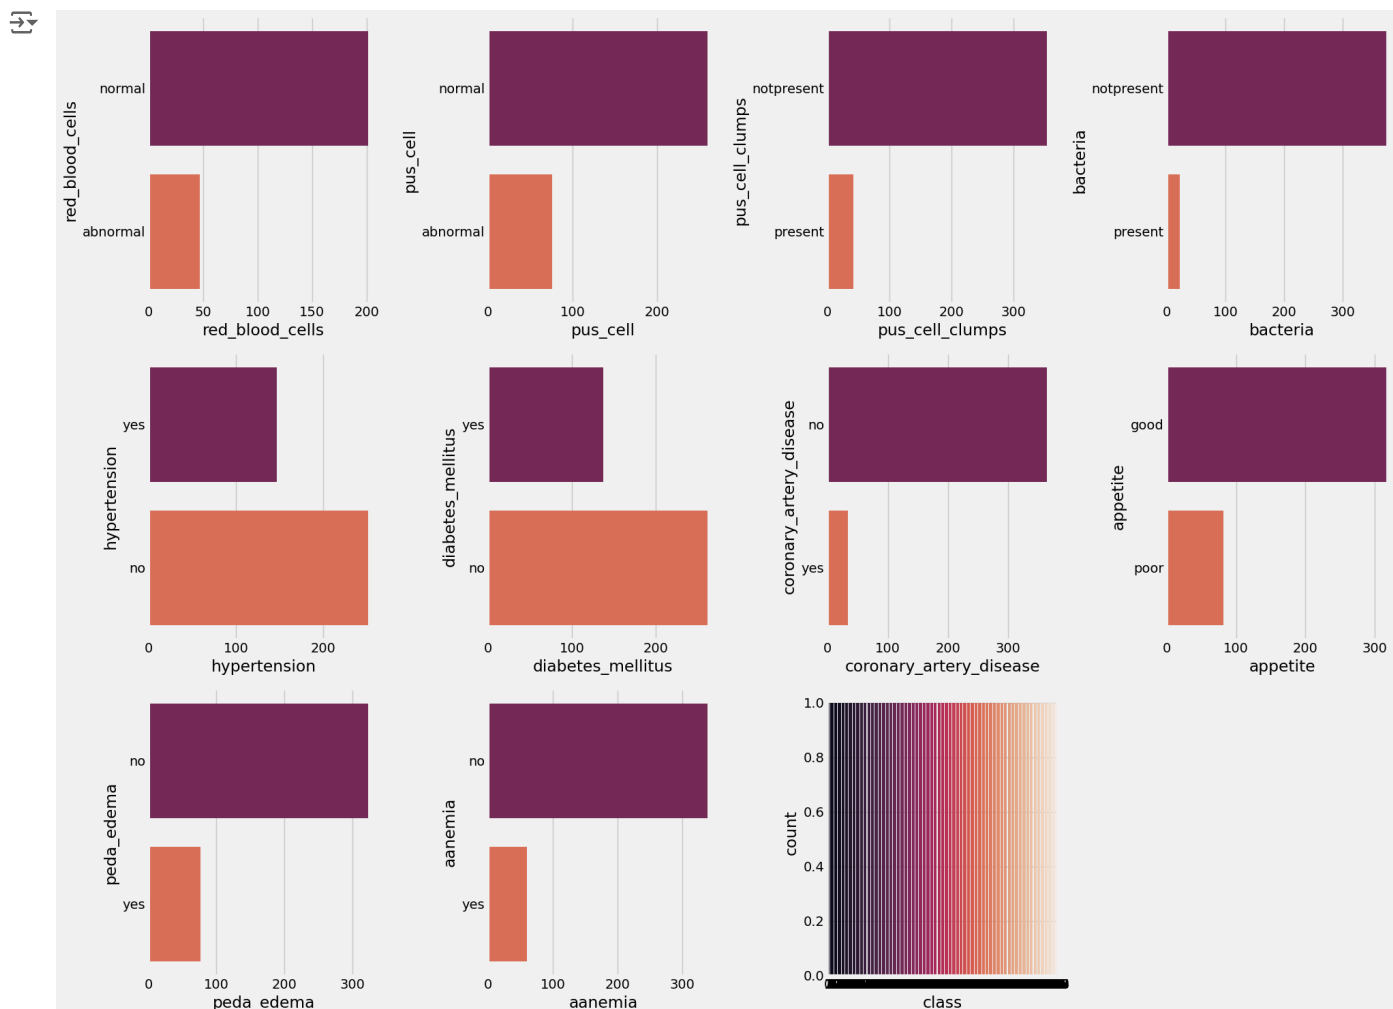 red_blood_cells
normal
abnormal
0 50 100 150 200
red_blood_cells
pus_cell
normal
abnormal
0 100 200
pus_cell
pus_cell_clumps
notpresent
present
0 100 200 300
pus_cell_clumps
bacteria
notpresent
present
0 100 200 300
bacteria
hypertension
yes
no
0 100 200
hypertension
diabetes_mellitus
yes
no
0 100 200
diabetes_mellitus
coronary_artery_disease
no
yes
0 100 200 300
coronary_artery_disease
appetite
good
poor
0 100 200 300
appetite
peda_edema
no
yes
0 100 200 300
peda_edema
aanemia
no
yes
0 100 200 300
aanemia
count
1.0
0.8
0.6
0.4
0.2
0.0
class